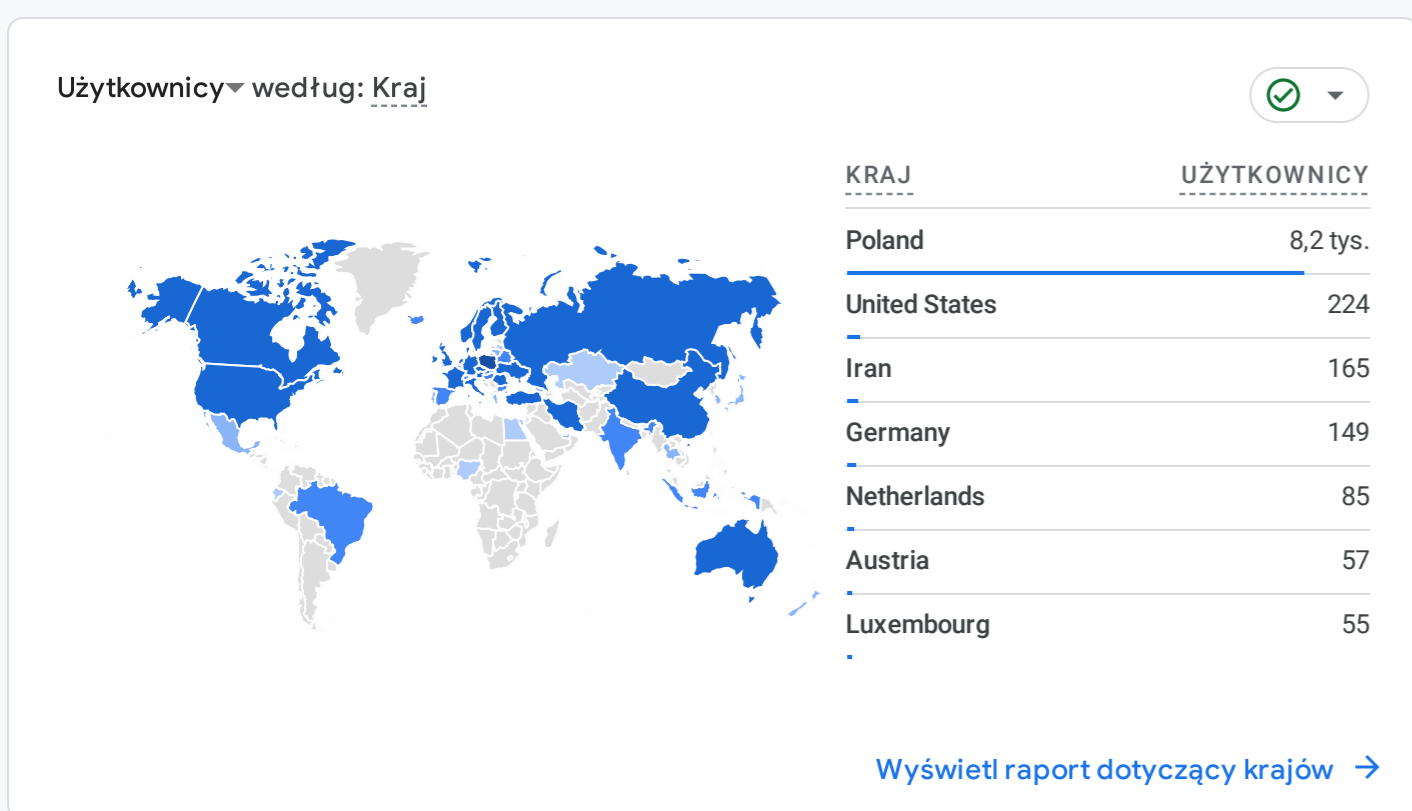 Użytkownicy według: Kraj
KRAJ UŻYTKOWNICY
Poland 8,2 tys.
United States 224
Iran 165
Germany 149
Netherlands 85
Austria 57
Luxembourg 55
Wyświetl raport dotyczący krajów